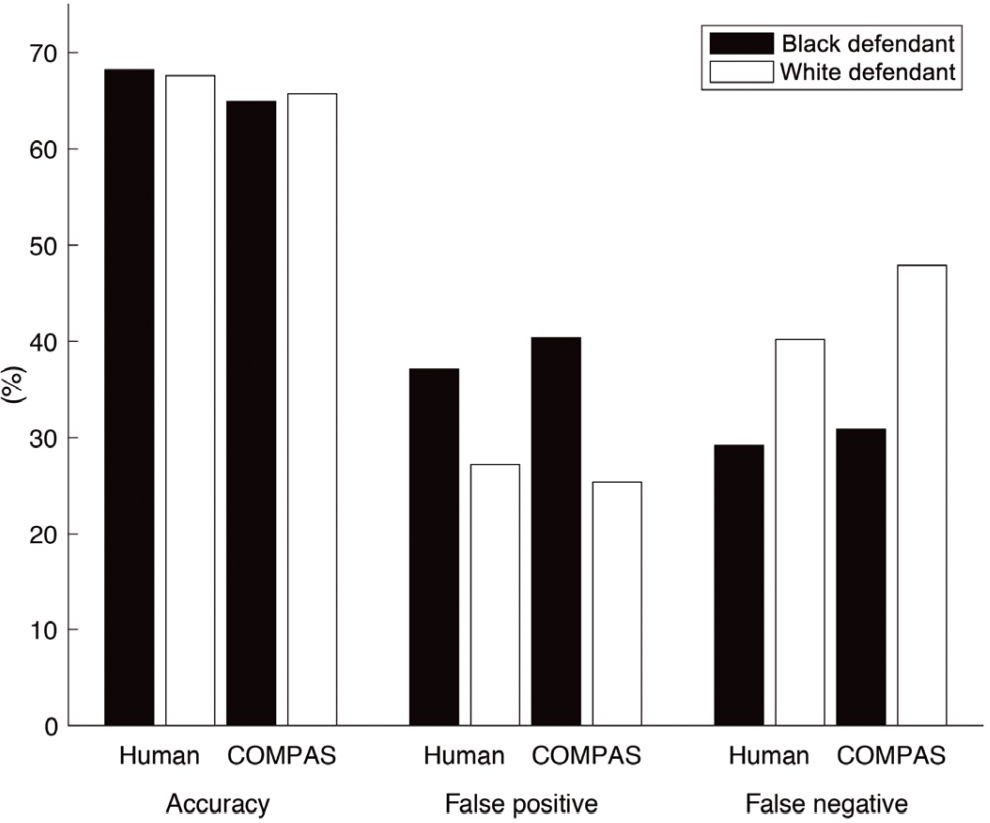 Black defendant
White defendant
70
60
50
40
30
20
10
0
(%)
Human COMPAS Human COMPAS Human COMPAS
Accuracy False positive False negative